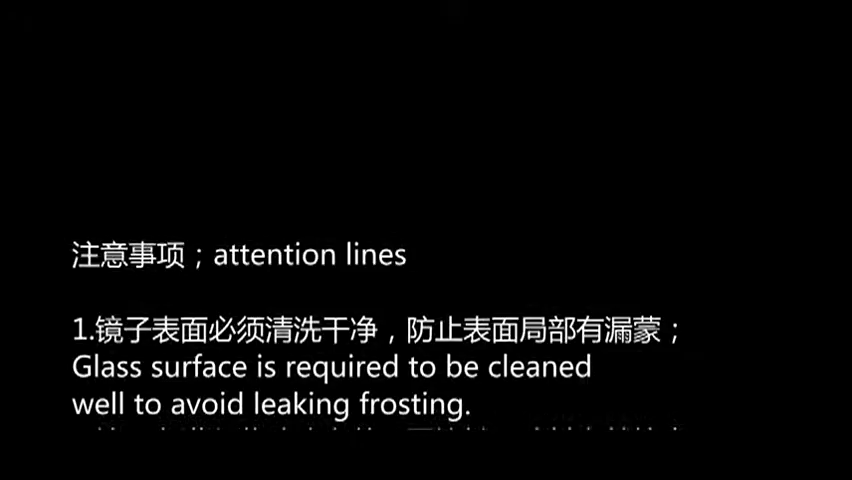 注意事项；attention lines
1.镜子表面必须清洗干净，防止表面局部有漏蒙；
Glass surface is required to be cleaned
well to avoid leaking frosting.